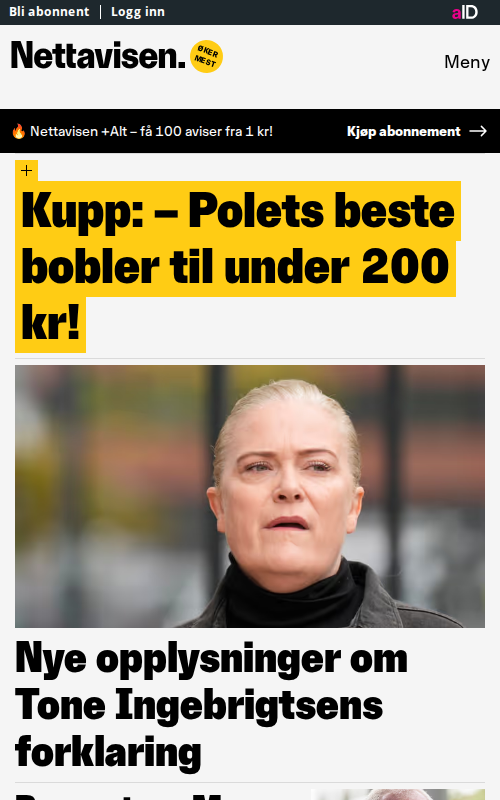 Bli abonnent | Logg inn
aID
Nettavisen.
ØKER
MEST
Meny
Nettavisen +Alt – få 100 aviser fra 1 kr!
Kjøp abonnement →
+
Kupp: – Polets beste
bobler til under 200
kr!
Nye opplysninger om
Tone Ingebrigtsens
forklaring